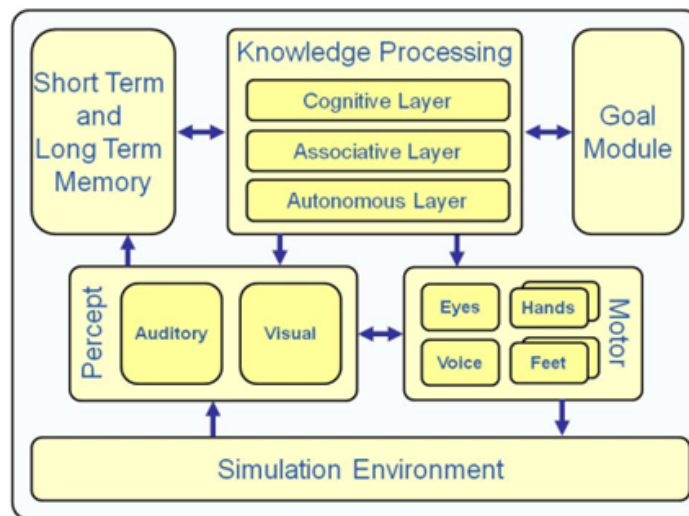 Short Term
and
Long Term
Memory
Knowledge Processing
Cognitive Layer
Associative Layer
Autonomous Layer
Goal
Module
Percept
Auditory
Visual
Eyes
Hands
Voice
Feet
Motor
Simulation Environment